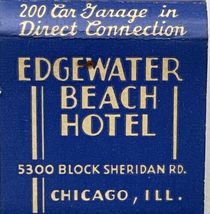 200 Car Garage in
Direct Connection
EDGEWATER
BEACH
HOTEL
5300 BLOCK SHERIDAN RD.
CHICAGO, ILL.